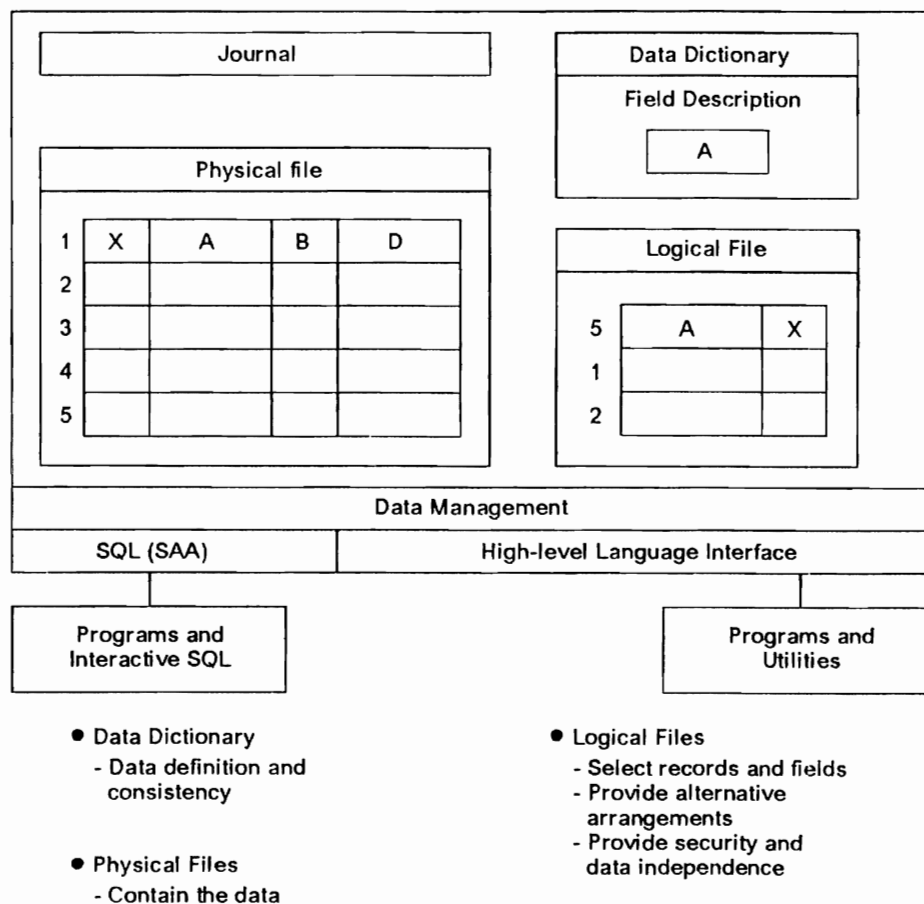 Journal
Data Dictionary
Field Description
A
Physical file
1 X A B D
2
3
4
5
Logical File
5 A X
1
2
Data Management
SQL (SAA)
High-level Language Interface
Programs and
Interactive SQL
Programs and
Utilities
● Data Dictionary
- Data definition and
consistency
● Physical Files
- Contain the data
● Logical Files
- Select records and fields
- Provide alternative
arrangements
- Provide security and
data independence